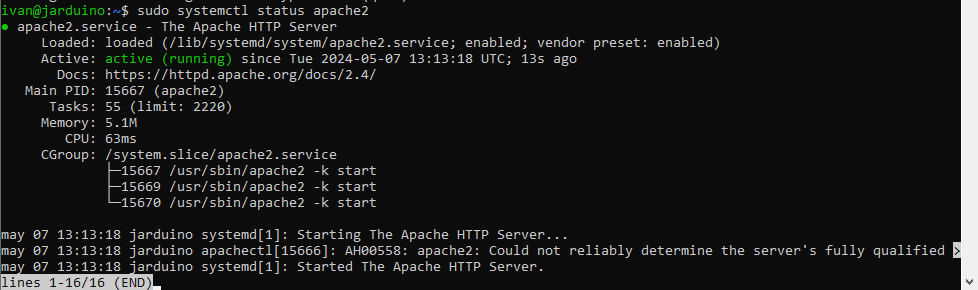 ivan@jarduino:~$ sudo systemctl status apache2
● apache2.service - The Apache HTTP Server
     Loaded: loaded (/lib/systemd/system/apache2.service; enabled; vendor preset: enabled)
     Active: active (running) since Tue 2024-05-07 13:13:18 UTC; 13s ago
       Docs: https://httpd.apache.org/docs/2.4/
   Main PID: 15667 (apache2)
      Tasks: 55 (limit: 2220)
     Memory: 5.1M
        CPU: 63ms
     CGroup: /system.slice/apache2.service
             ├─15667 /usr/sbin/apache2 -k start
             ├─15669 /usr/sbin/apache2 -k start
             └─15670 /usr/sbin/apache2 -k start
may 07 13:13:18 jarduino systemd[1]: Starting The Apache HTTP Server...
may 07 13:13:18 jarduino apachectl[15666]: AH00558: apache2: Could not reliably determine the server's fully qualified >
may 07 13:13:18 jarduino systemd[1]: Started The Apache HTTP Server.
lines 1-16/16 (END)